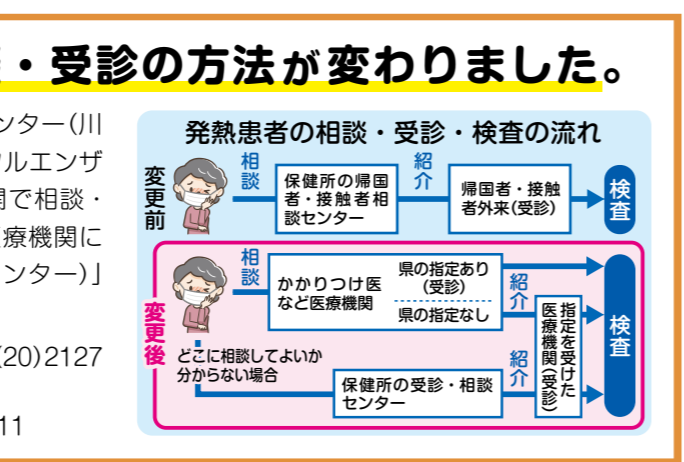 ・受診の方法が変わりました。
ンター(川
ルエンザ
で相談・
療機関に
ンター)」
(20)2127
11
発熱患者の相談・受診・検査の流れ
変更前
相談
保健所の帰国
者・接触者相
談センター
紹介
帰国者・接触
者外来(受診)
検査
変更後
相談
かかりつけ医
など医療機関
県の指定あり
(受診)
県の指定なし
紹介
どこに相談してよいか
分からない場合
保健所の受診・相談
センター
紹介
指定を受けた
医療機関(受診)
検査